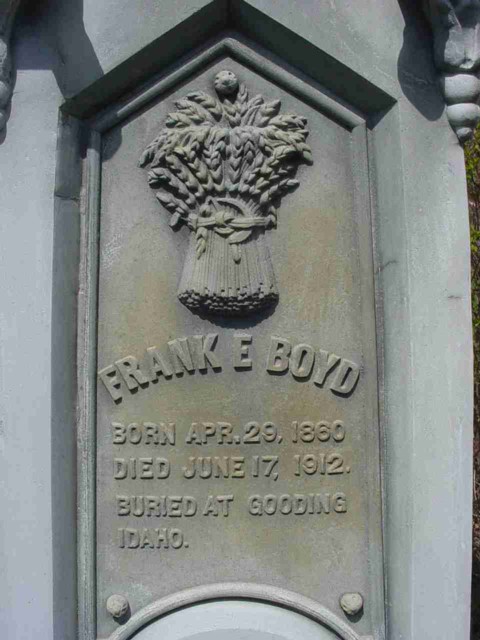 FRANK E BOYD
BORN APR. 29, 1860
DIED JUNE 17, 1912.
BURIED AT GOODING
IDAHO.